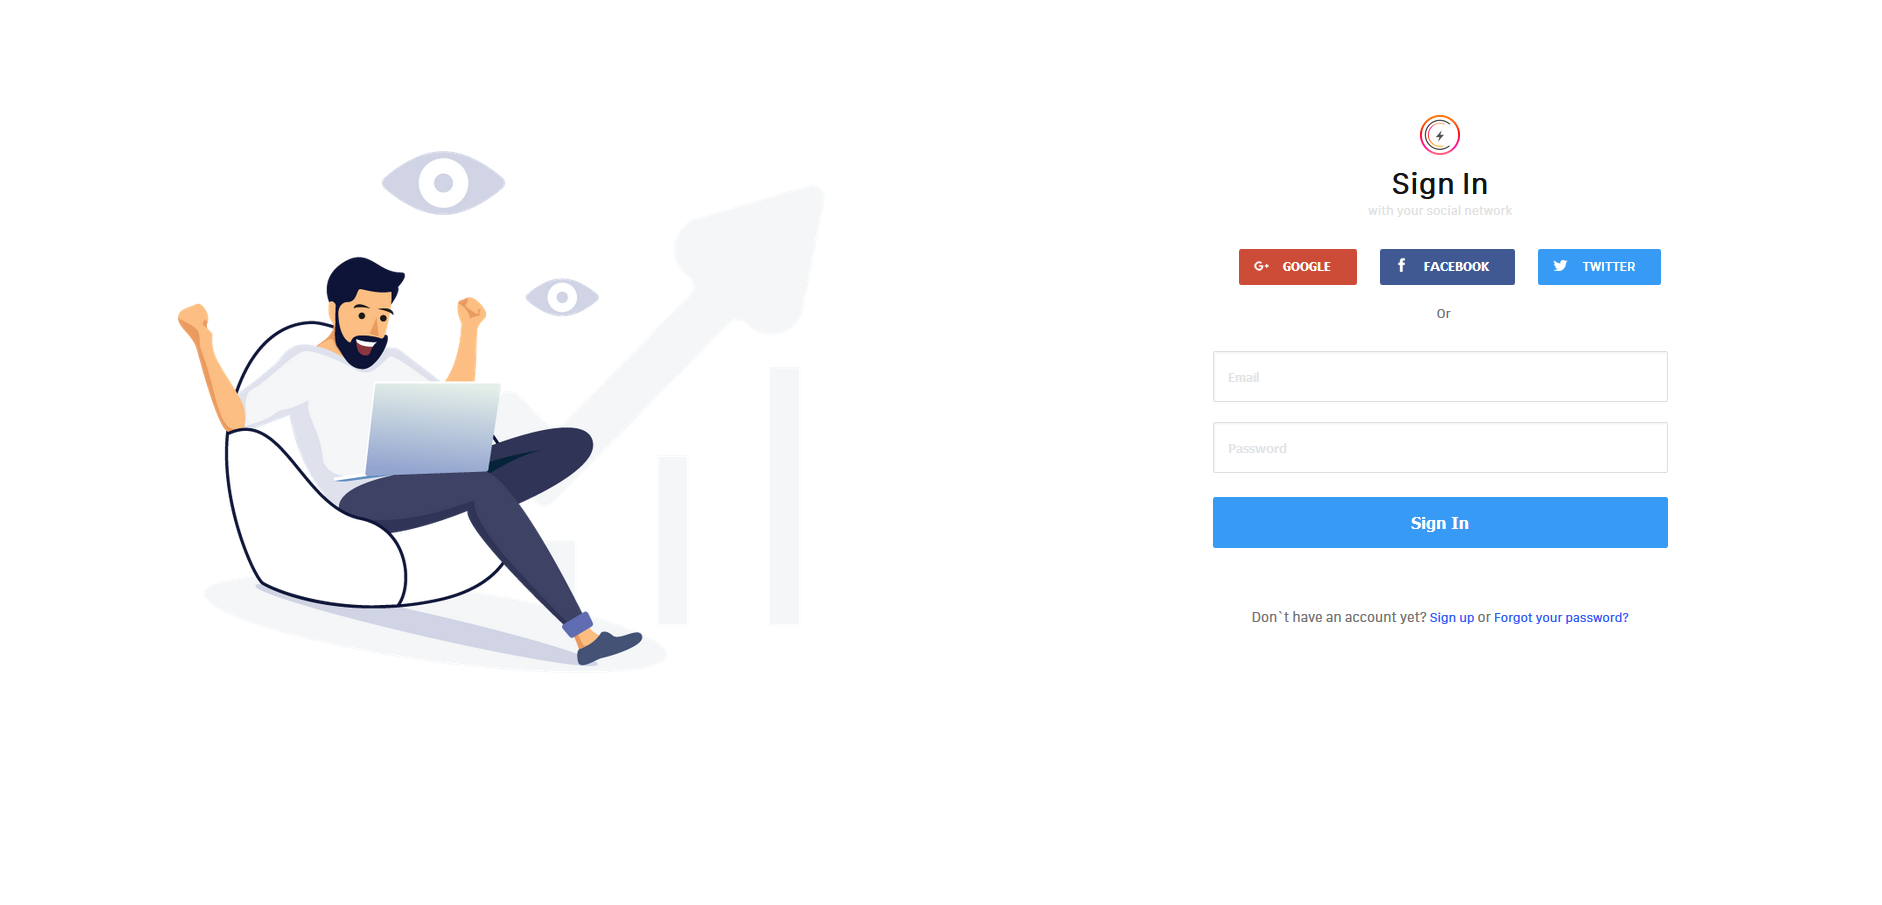 Sign In
with your social network
GOOGLE
FACEBOOK
TWITTER
Or
Email
Password
Sign In
Don`t have an account yet? Sign up or Forgot your password?